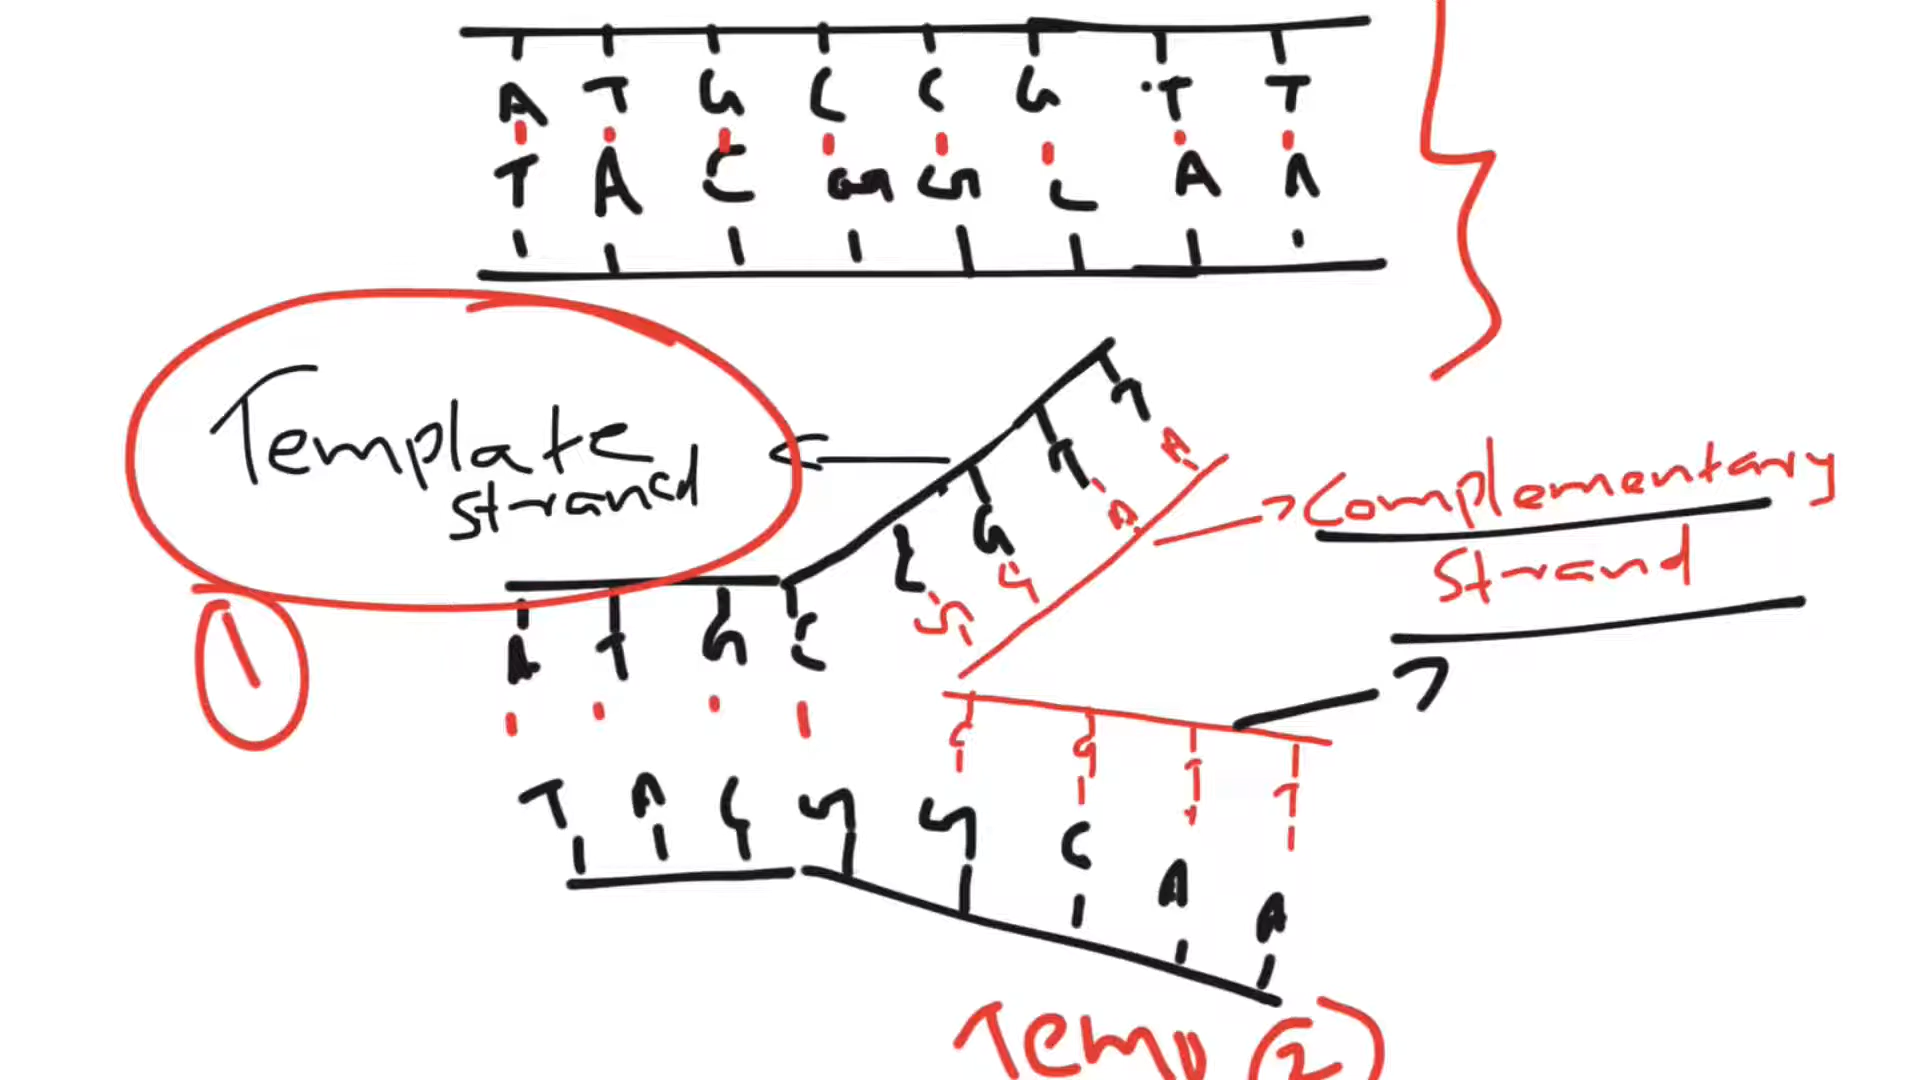 A T G C C G T T
T A C G G C A A
Template
strand
Complementary
strand
1
T T
A
A
G
C
C
G
A T G C
C G T T
T A C G G C A A
Temp 2